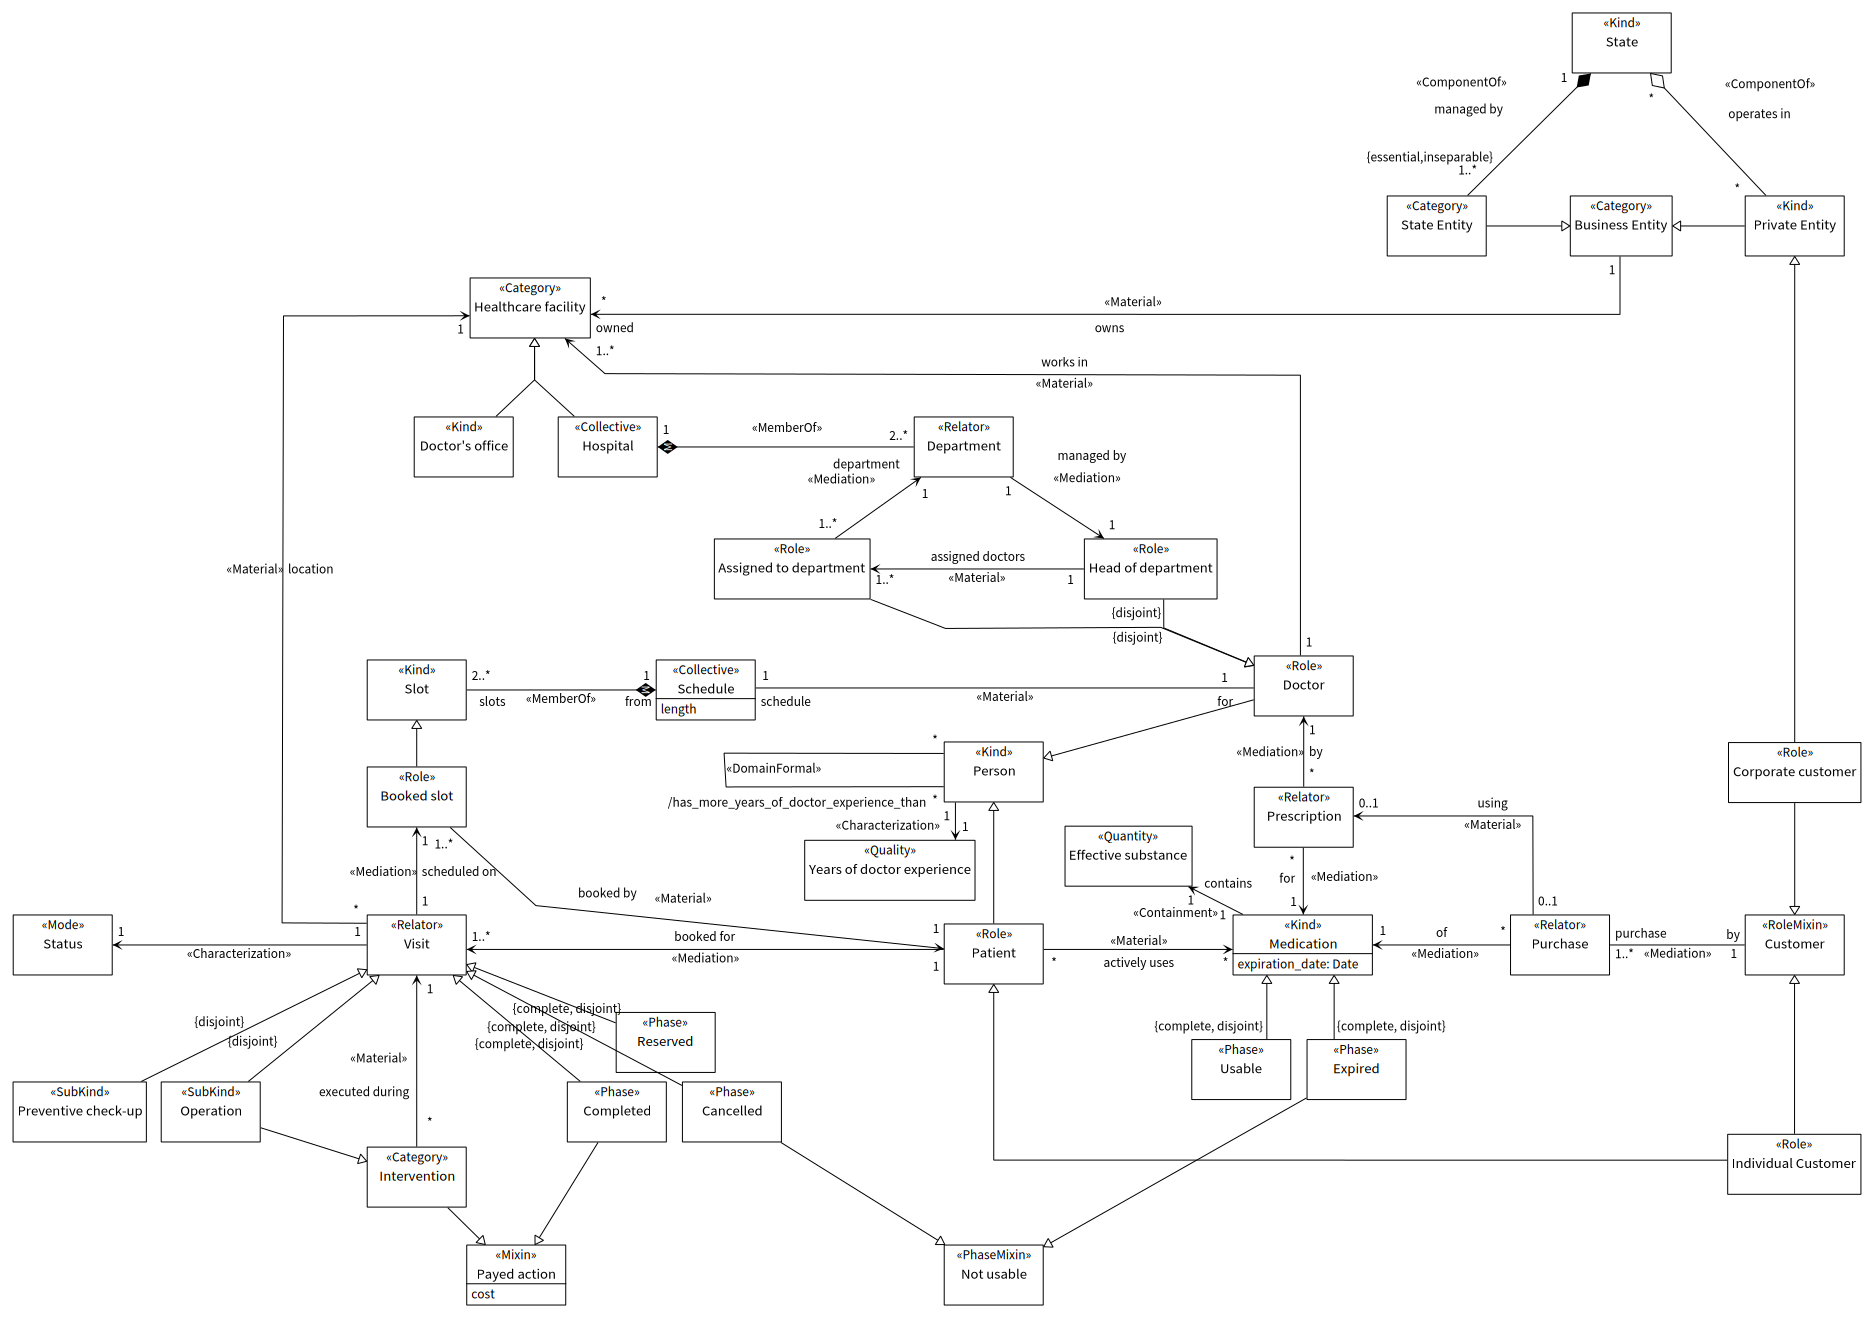 «Kind»
State
1
«ComponentOf»
managed by
{essential,inseparable}
1..*
*
«ComponentOf»
operates in
*
«Category»
State Entity
«Category»
Business Entity
«Kind»
Private Entity
1
«Category»
Healthcare facility
*
owned
«Material»
owns
1
1..*
works in
«Material»
«Kind»
Doctor's office
«Collective»
Hospital
1
«MemberOf»
2..*
«Relator»
Department
department
«Mediation»
1
1..*
managed by
«Mediation»
1
1
«Material» location
«Role»
Assigned to department
assigned doctors
1..*
«Material»
1
«Role»
Head of department
{disjoint}
{disjoint}
1
«Kind»
Slot
2..*
slots
«MemberOf»
1
from
«Collective»
Schedule
length
1
schedule
«Material»
1
for
«Role»
Doctor
«Role»
Booked slot
*
«DomainFormal»
/has_more_years_of_doctor_experience_than
*
«Kind»
Person
1
1
«Characterization»
«Quality»
Years of doctor experience
1
«Mediation» by
*
«Relator»
Prescription
0..1
using
«Material»
0..1
«Role»
Corporate customer
«Quantity»
Effective substance
contains
1
«Containment»
1
*
for
«Mediation»
1
1
1..*
«Mediation» scheduled on
1
booked by
«Material»
1
*
1
«Mode»
Status
1
«Characterization»
«Relator»
Visit
1..*
booked for
«Mediation»
1
«Role»
Patient
*
«Material»
actively uses
*
«Kind»
Medication
expiration_date: Date
1
of
«Mediation»
*
«Relator»
Purchase
purchase
1..*
«Mediation»
by
1
«RoleMixin»
Customer
{disjoint}
{disjoint}
1
«Material»
executed during
*
{complete, disjoint}
{complete, disjoint}
{complete, disjoint}
«Phase»
Reserved
{complete, disjoint}
{complete, disjoint}
«Phase»
Usable
«Phase»
Expired
«SubKind»
Preventive check-up
«SubKind»
Operation
«Phase»
Completed
«Phase»
Cancelled
«Category»
Intervention
«Role»
Individual Customer
«Mixin»
Payed action
cost
«PhaseMixin»
Not usable